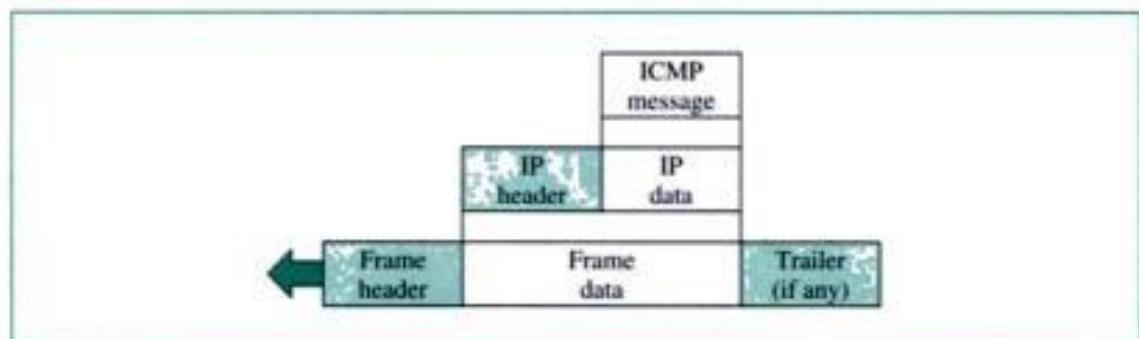 ICMP
message
IP
header
IP
data
Frame
header
Frame
data
Trailer
(if any)